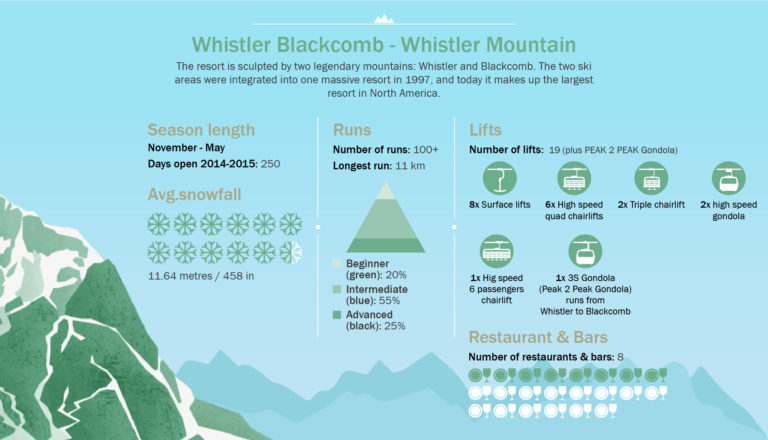 Whistler Blackcomb - Whistler Mountain
The resort is sculpted by two legendary mountains: Whistler and Blackcomb. The two ski
areas were integrated into one massive resort in 1997, and today it makes up the largest
resort in North America.
Season length
November - May
Days open 2014-2015: 250
Avg.snowfall
11.64 metres / 458 in
Runs
Number of runs: 100+
Longest run: 11 km
Beginner
(green): 20%
Intermediate
(blue): 55%
Advanced
(black): 25%
Lifts
Number of lifts: 19 (plus PEAK 2 PEAK Gondola)
8x Surface lifts
6x High speed
quad chairlifts
2x Triple chairlift
2x high speed
gondola
1x Hig speed
6 passengers
chairlift
1x 3S Gondola
(Peak 2 Peak Gondola)
runs from
Whistler to Blackcomb
Restaurant & Bars
Number of restaurants & bars: 8